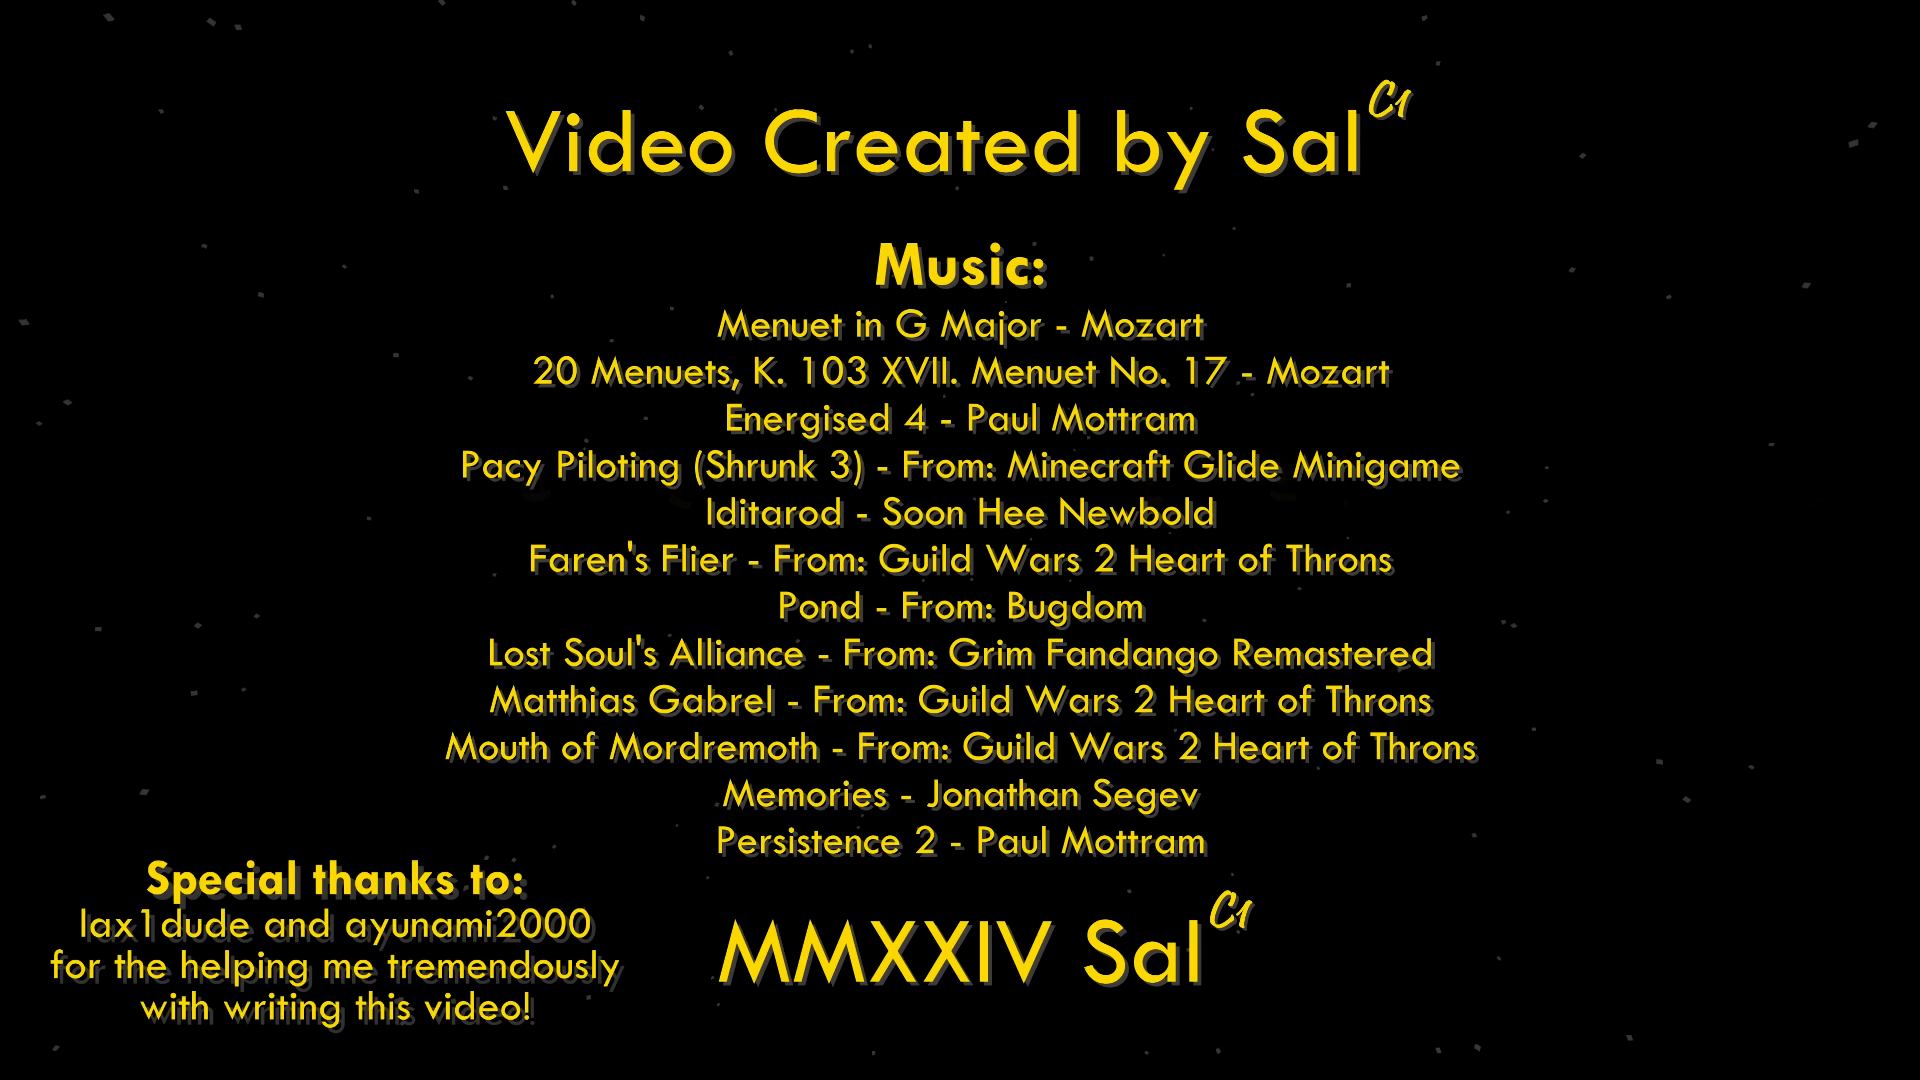 Video Created by Sal C1
Music:
Menuet in G Major - Mozart
20 Menuets, K. 103 XVII. Menuet No. 17 - Mozart
Energised 4 - Paul Mottram
Pacy Piloting (Shrunk 3) - From: Minecraft Glide Minigame
Iditarod - Soon Hee Newbold
Faren's Flier - From: Guild Wars 2 Heart of Throns
Pond - From: Bugdom
Lost Soul's Alliance - From: Grim Fandango Remastered
Matthias Gabrel - From: Guild Wars 2 Heart of Throns
Mouth of Mordremoth - From: Guild Wars 2 Heart of Throns
Memories - Jonathan Segev
Persistence 2 - Paul Mottram
Special thanks to:
lax1dude and ayunami2000
for the helping me tremendously
with writing this video!
MMXXIV Sal C1